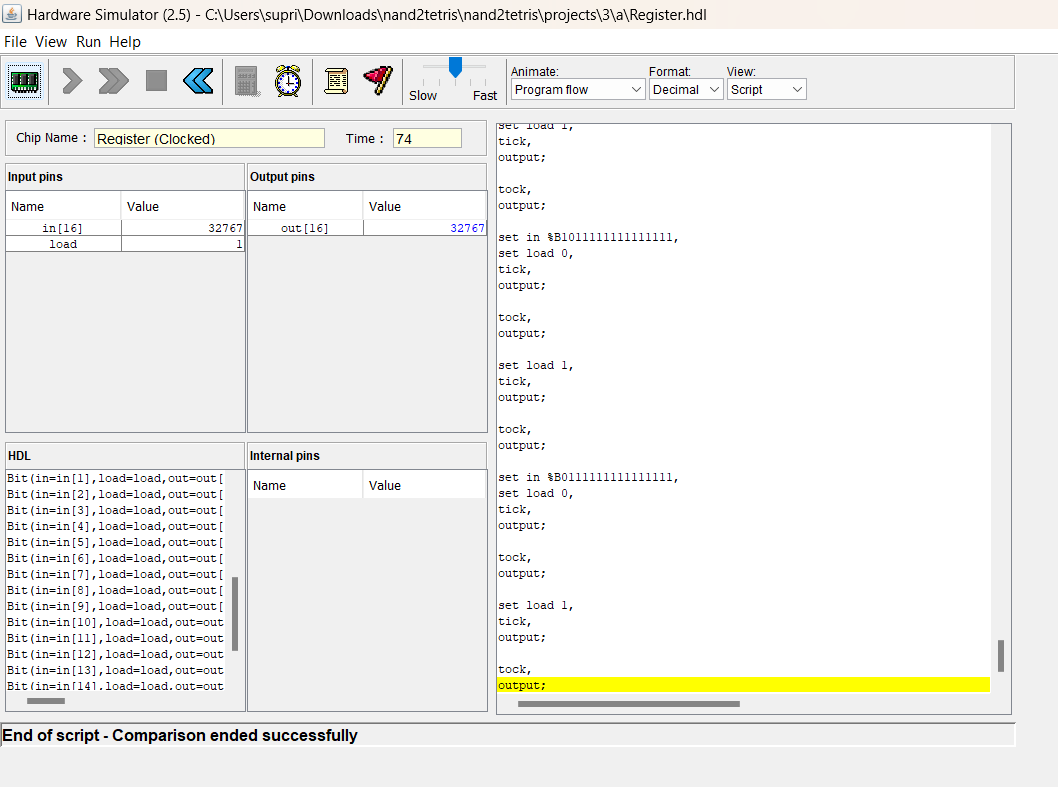 Hardware Simulator (2.5) - C:\Users\supri\Downloads\nand2tetris\nand2tetris\projects\3\a\Register.hdl
File View Run Help
Slow Fast
Animate: Format: View:
Program flow Decimal Script
Chip Name : Register (Clocked) Time : 74
Input pins
Name Value
in[16] 32767
load 1
Output pins
Name Value
out[16] 32767
HDL
Bit(in=in[1],load=load,out=out[
Bit(in=in[2],load=load,out=out[
Bit(in=in[3],load=load,out=out[
Bit(in=in[4],load=load,out=out[
Bit(in=in[5],load=load,out=out[
Bit(in=in[6],load=load,out=out[
Bit(in=in[7],load=load,out=out[
Bit(in=in[8],load=load,out=out[
Bit(in=in[9],load=load,out=out[
Bit(in=in[10],load=load,out=out
Bit(in=in[11],load=load,out=out
Bit(in=in[12],load=load,out=out
Bit(in=in[13],load=load,out=out
Bit(in=in[14],load=load,out=out
Internal pins
Name Value
set load 1,
tick,
output;
tock,
output;
set in %B1011111111111111,
set load 0,
tick,
output;
tock,
output;
set load 1,
tick,
output;
tock,
output;
set in %B0111111111111111,
set load 0,
tick,
output;
tock,
output;
set load 1,
tick,
output;
tock,
output;
End of script - Comparison ended successfully